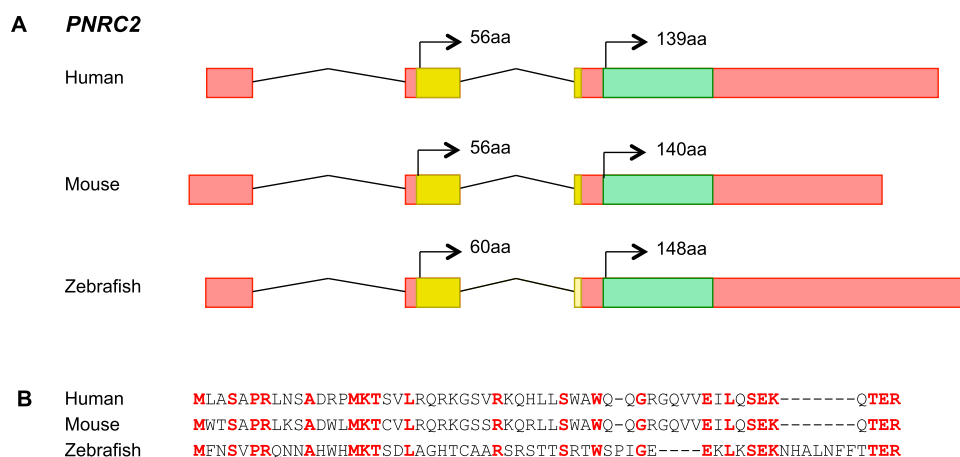 A PNRC2
56aa 139aa
Human
56aa 140aa
Mouse
60aa 148aa
Zebrafish
B Human MLASAPRLNSADRPMKTSVLRQRKGSVRKQHLLSWAWQ-QGRGQVVEILQSEK-------QTER
Mouse MWTSAPRLKSADWLMKTCVLRQRKGSSRKQRLLSWAWQ-QGRGQVVEILQSEK-------QTER
Zebrafish MFNSVPRQNNAHWHMKTSDLAGHTCAARSRSTTSRTWSPIGE----EKLKSEKNHALNFFTTER